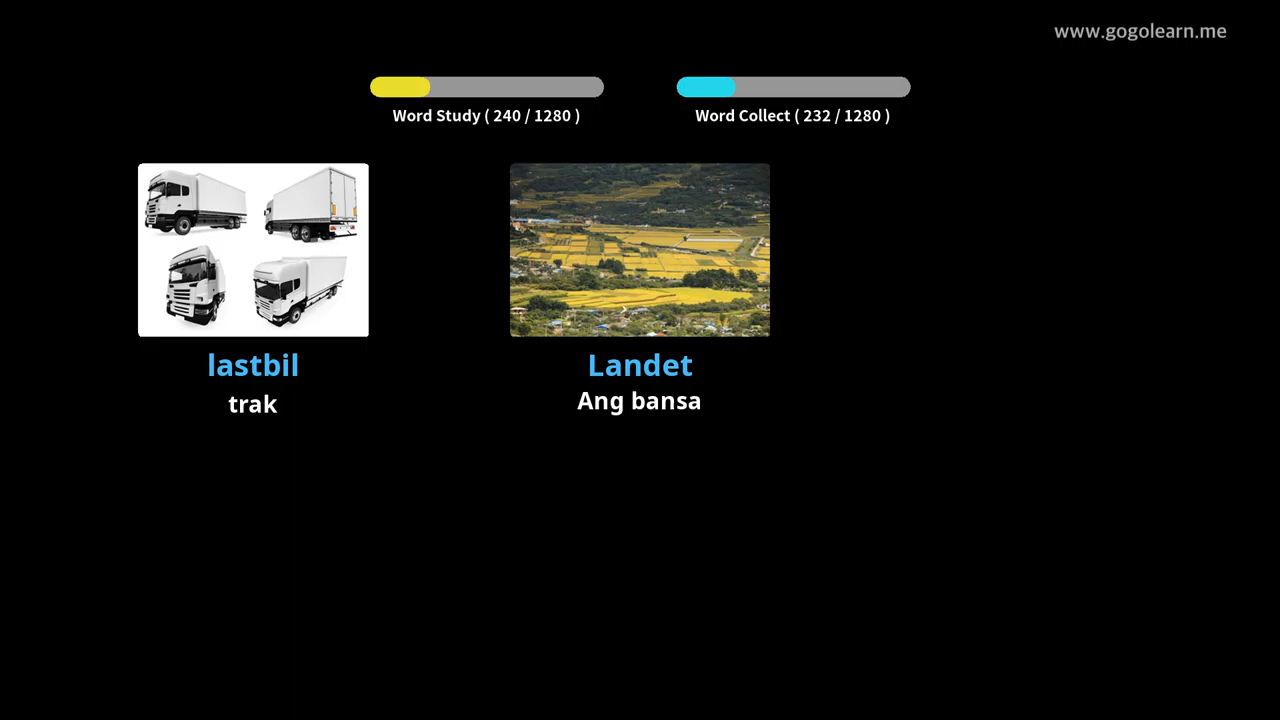 www.gogolearn.me
Word Study ( 240 / 1280 )
Word Collect ( 232 / 1280 )
lastbil
trak
Landet
Ang bansa